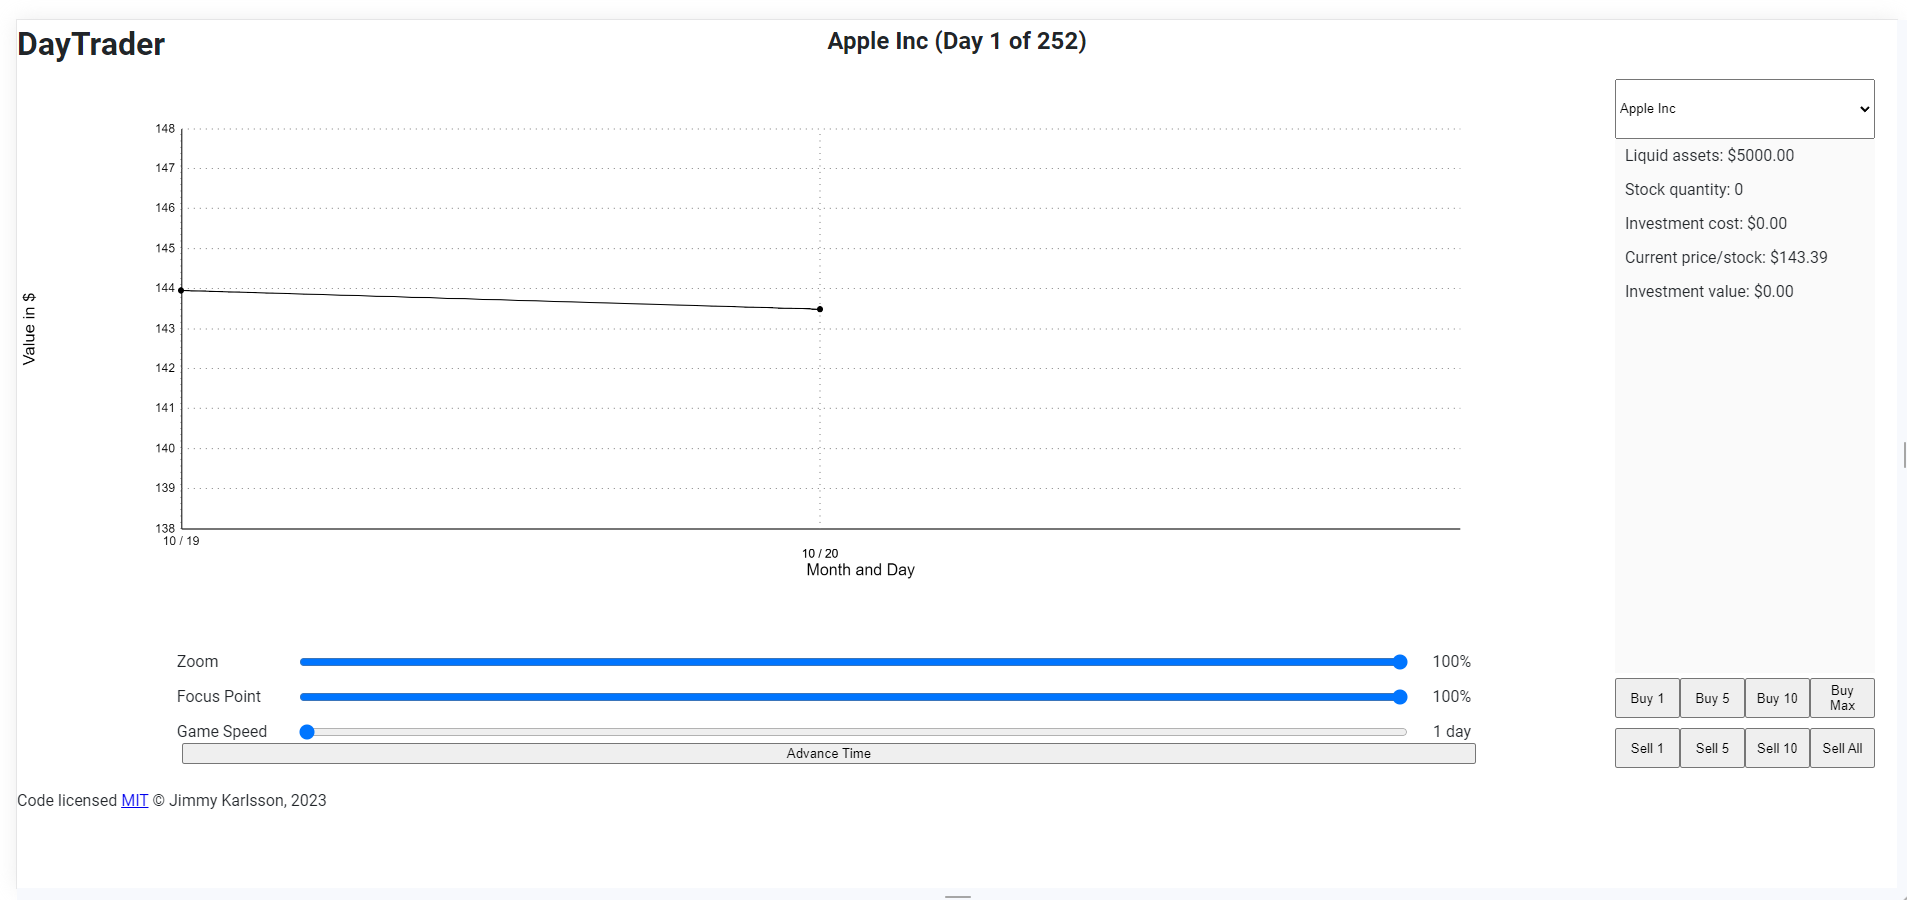 DayTrader
Apple Inc (Day 1 of 252)
Apple Inc
Liquid assets: $5000.00
Stock quantity: 0
Investment cost: $0.00
Current price/stock: $143.39
Investment value: $0.00
Value in $
148
147
146
145
144
143
142
141
140
139
138
10 / 19
10 / 20
Month and Day
Zoom 100%
Focus Point 100%
Game Speed 1 day
Advance Time
Buy 1 Buy 5 Buy 10 Buy Max
Sell 1 Sell 5 Sell 10 Sell All
Code licensed MIT © Jimmy Karlsson, 2023